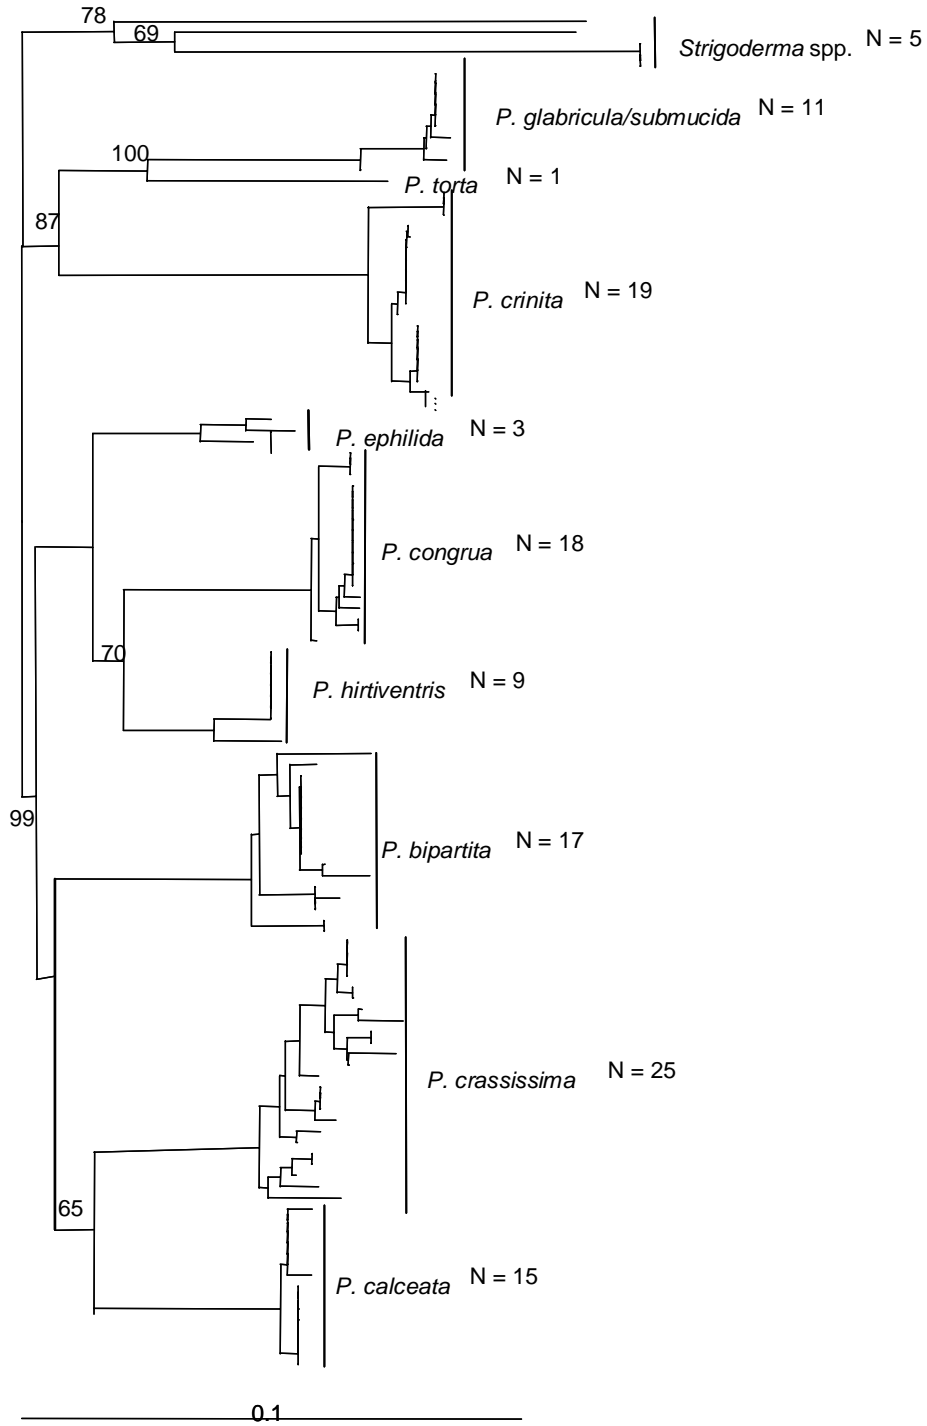 78
69
Strigoderma spp. N = 5
P. glabricula/submucida N = 11
100
P. torta N = 1
87
P. crinita N = 19
P. ephilida N = 3
P. congrua N = 18
70
P. hirtiventris N = 9
99
P. bipartita N = 17
P. crassissima N = 25
65
P. calceata N = 15
0.1